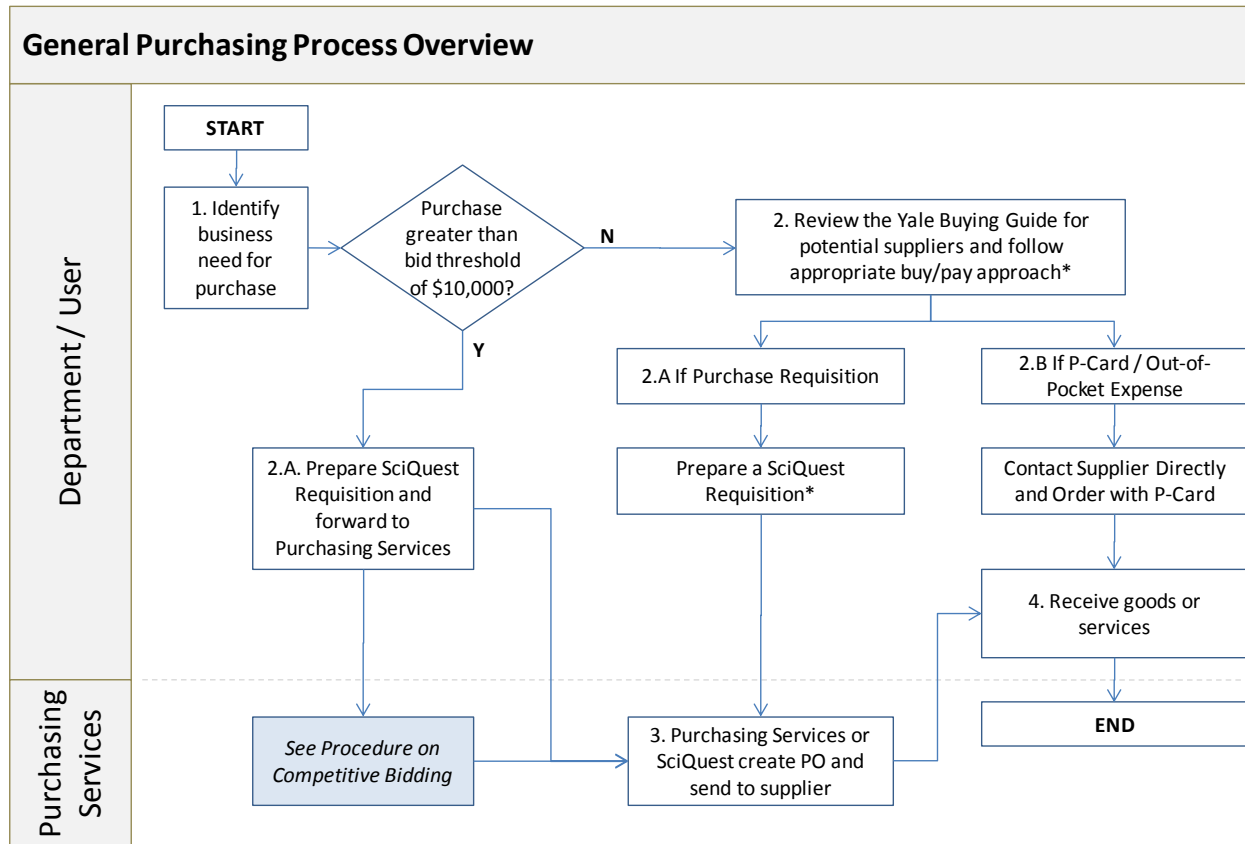 General Purchasing Process Overview
Department / User
START
1. Identify
business
need for
purchase
Purchase
greater than
bid threshold
of $10,000?
N
Y
2. Review the Yale Buying Guide for
potential suppliers and follow
appropriate buy/pay approach*
2.A If Purchase Requisition
2.B If P-Card / Out-of-
Pocket Expense
2.A. Prepare SciQuest
Requisition and
forward to
Purchasing Services
Prepare a SciQuest
Requisition*
Contact Supplier Directly
and Order with P-Card
4. Receive goods or
services
Purchasing
Services
See Procedure on
Competitive Bidding
3. Purchasing Services or
SciQuest create PO and
send to supplier
END